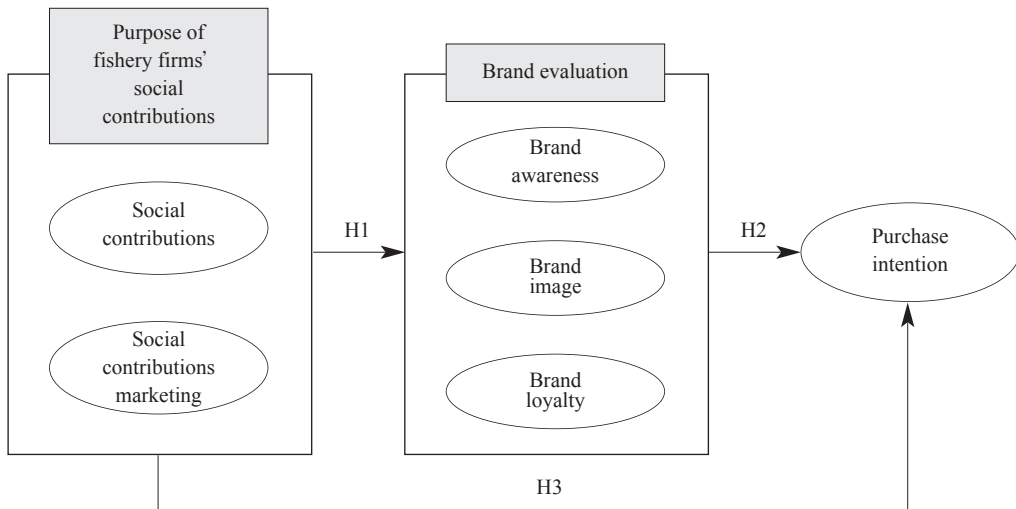 Purpose of
fishery firms'
social
contributions
Social
contributions
Social
contributions
marketing
H1
Brand evaluation
Brand
awareness
Brand
image
Brand
loyalty
H2
Purchase
intention
H3